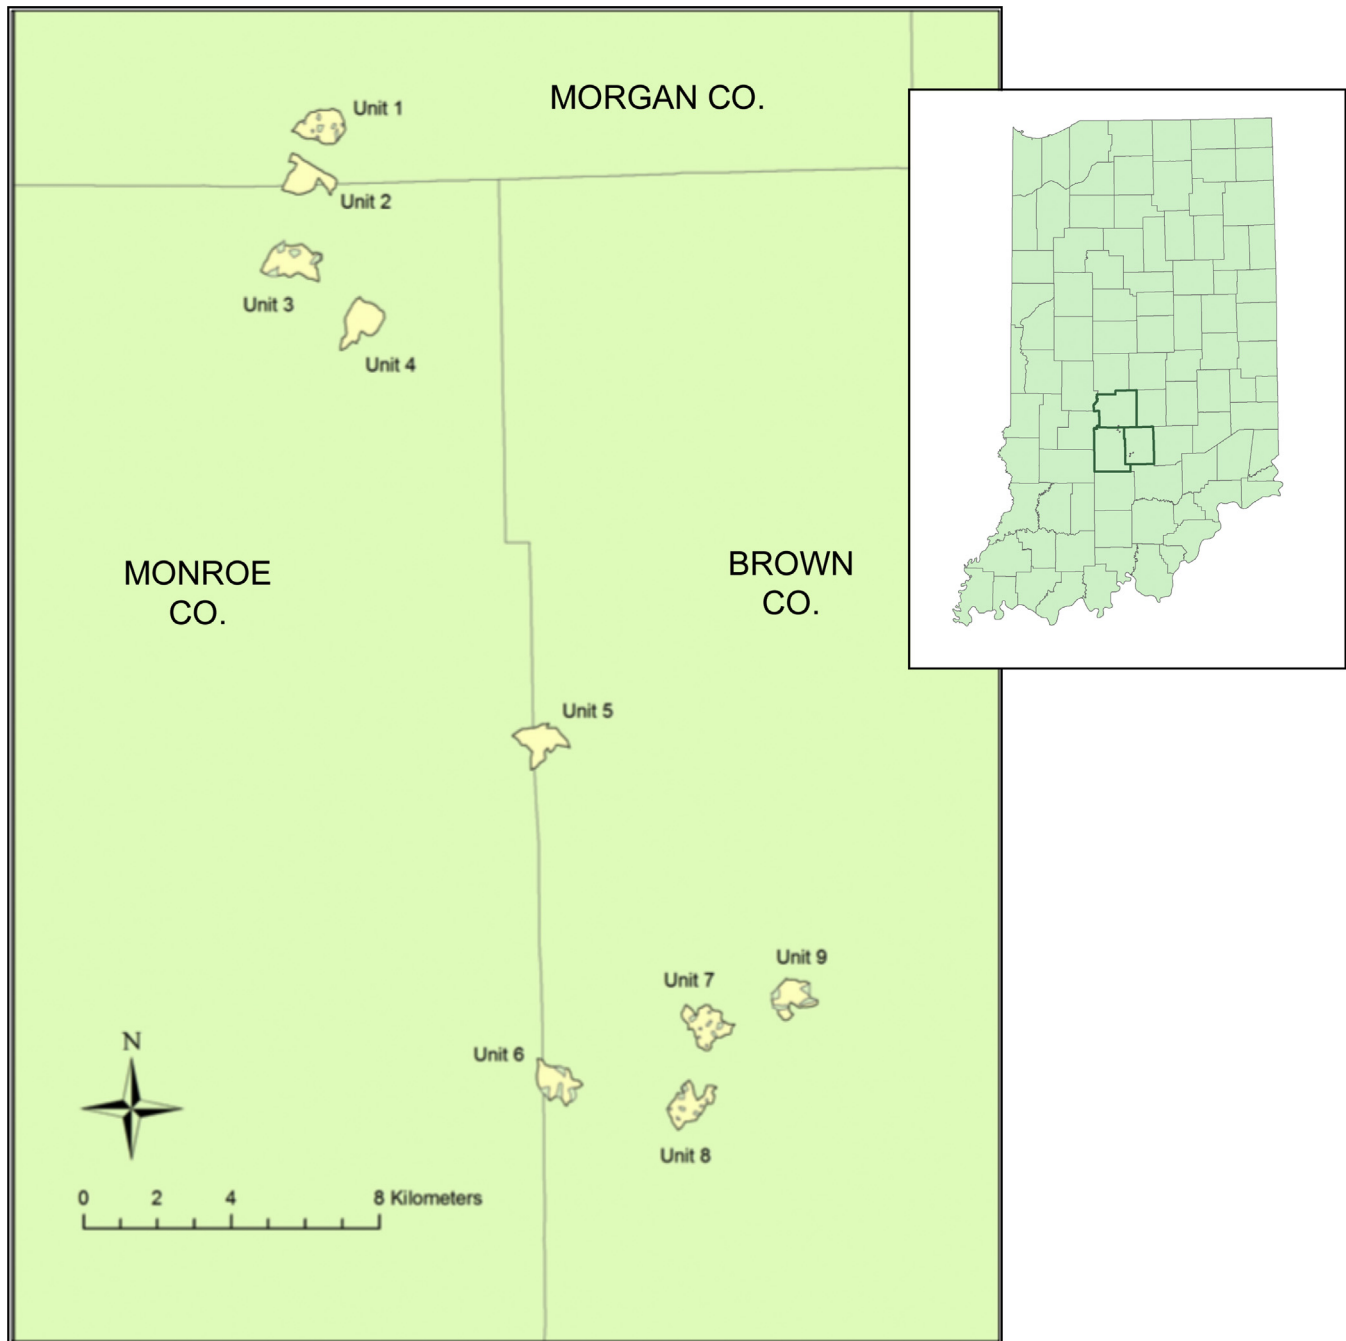 MORGAN CO.
Unit 1
Unit 2
Unit 3
Unit 4
MONROE
CO.
BROWN
CO.
Unit 5
Unit 9
Unit 7
Unit 6
Unit 8
N
0 2 4 8 Kilometers